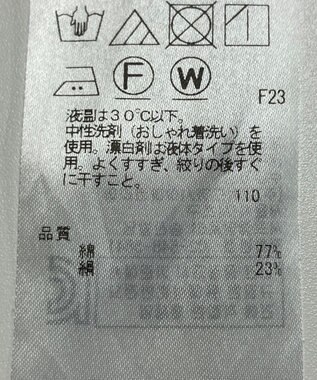 F W
F23
液温は30℃以下。
中性洗剤（おしゃれ着洗い）を
使用。漂白剤は液体タイプを使
用。よくすすぎ、絞りの後すぐ
に干すこと。
110
品質
綿 77%
絹 23%